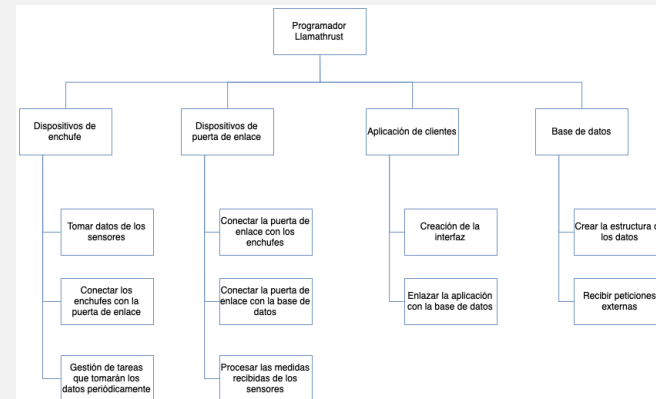 Programador
Llamathrust
Dispositivos de
enchufe
Dispositivos de
puerta de enlace
Aplicación de clientes
Base de datos
Tomar datos de los
sensores
Conectar la puerta de
enlace con los
enchufes
Creación de la
interfaz
Crear la estructura
los datos
Conectar los
enchufes con la
puerta de enlace
Conectar la puerta de
enlace con la base de
datos
Enlazar la aplicación
con la base de datos
Recibir peticiones
externas
Gestión de tareas
que tomarán los
datos periódicamente
Procesar las medidas
recibidas de los
sensores